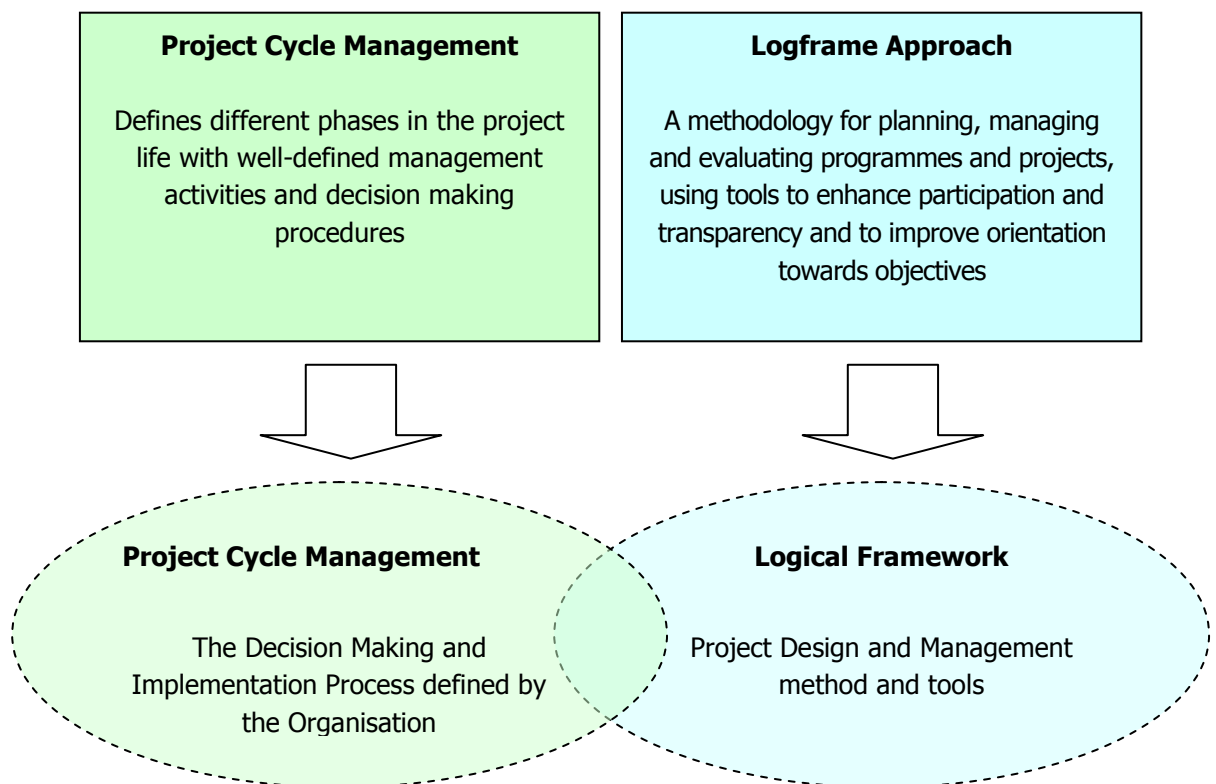 Project Cycle Management
Defines different phases in the project
life with well-defined management
activities and decision making
procedures
Logframe Approach
A methodology for planning, managing
and evaluating programmes and projects,
using tools to enhance participation and
transparency and to improve orientation
towards objectives
Project Cycle Management
The Decision Making and
Implementation Process defined by
the Organisation
Logical Framework
Project Design and Management
method and tools